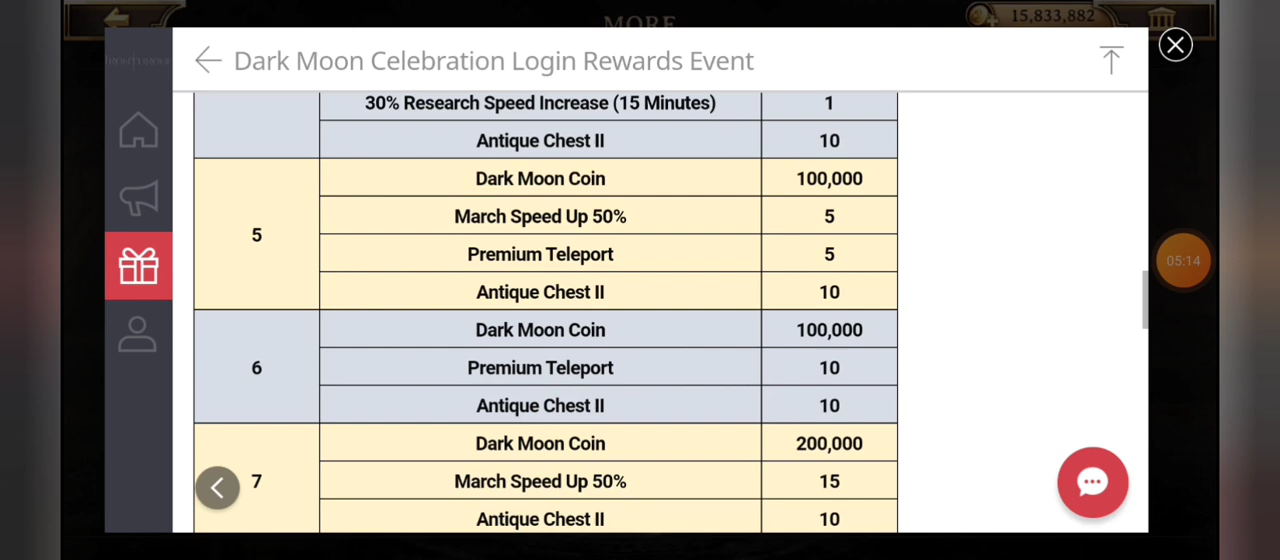 MORE
15,833,882
Dark Moon Celebration Login Rewards Event
30% Research Speed Increase (15 Minutes) 1
Antique Chest II 10
5
Dark Moon Coin 100,000
March Speed Up 50% 5
Premium Teleport 5
Antique Chest II 10
6
Dark Moon Coin 100,000
Premium Teleport 10
Antique Chest II 10
7
Dark Moon Coin 200,000
March Speed Up 50% 15
Antique Chest II 10
05:14